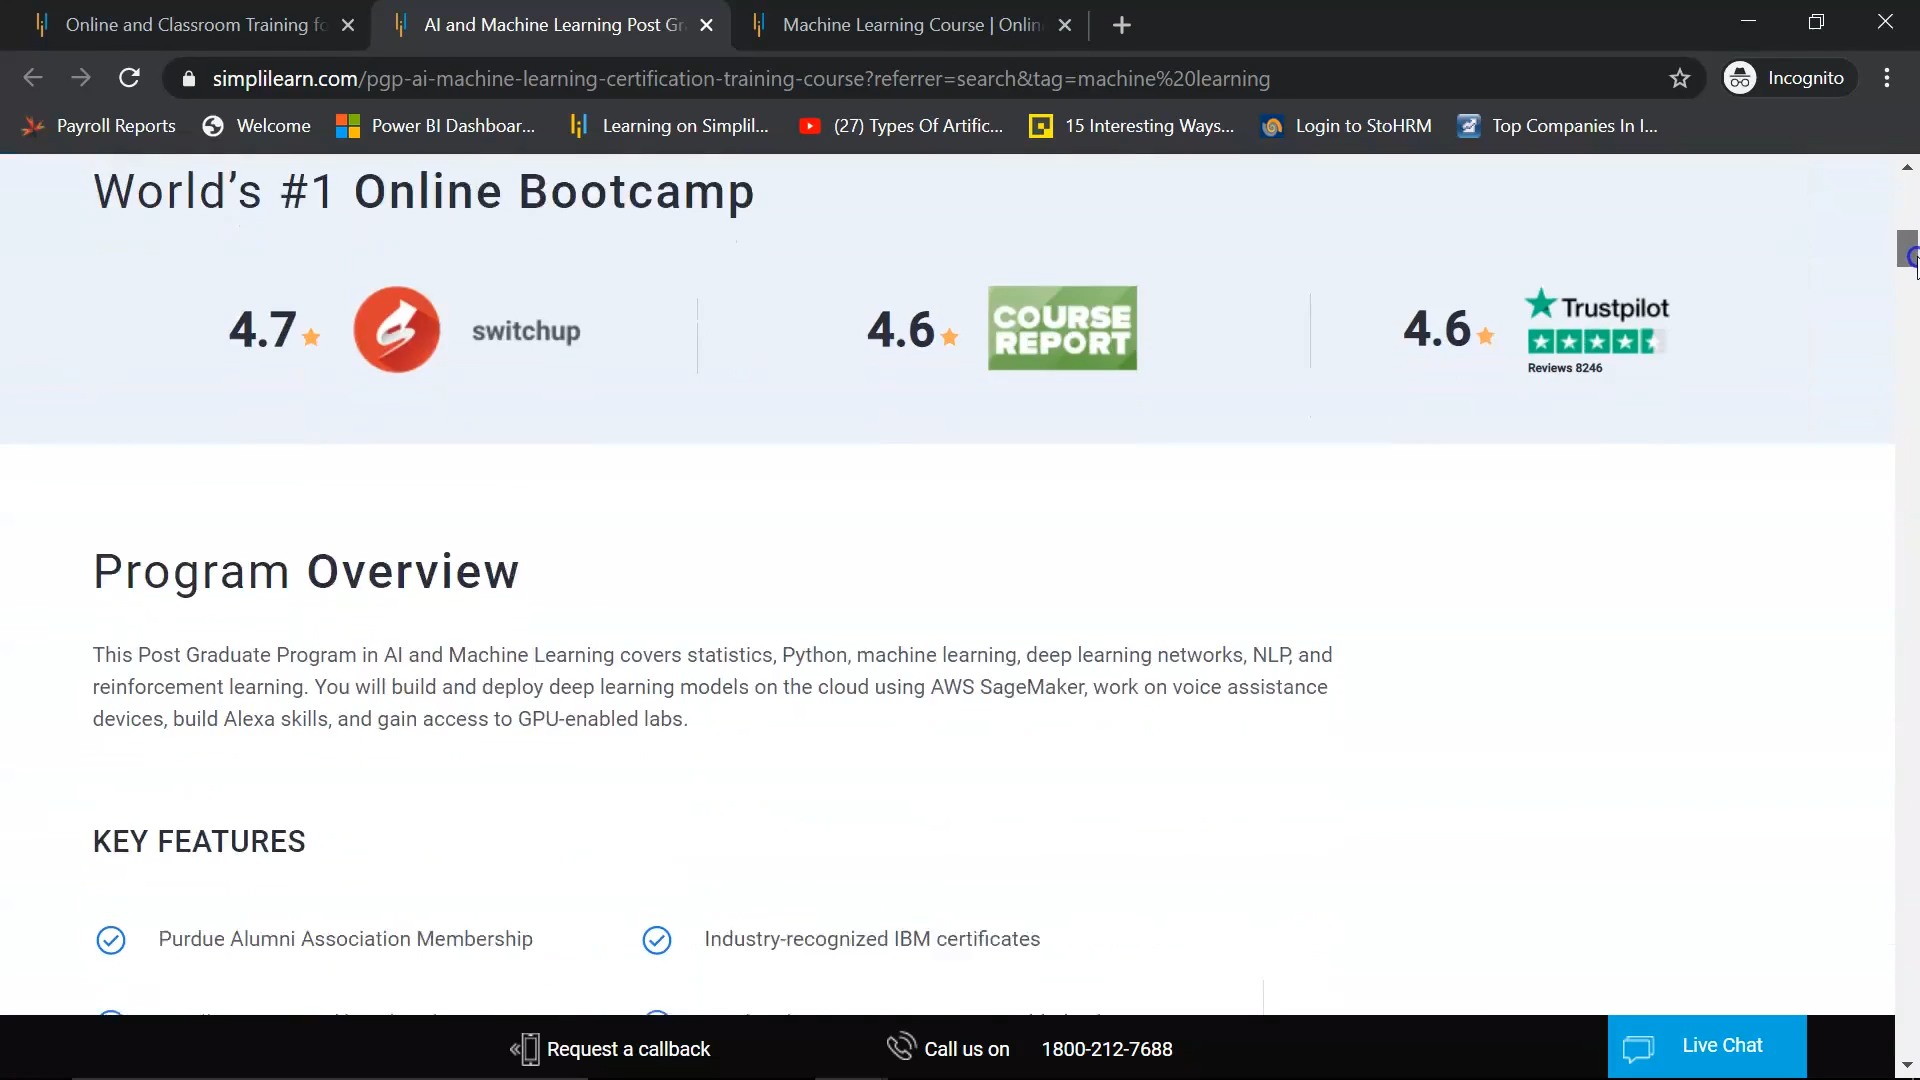 Online and Classroom Training fo
AI and Machine Learning Post Gr
Machine Learning Course | Onlin
simplilearn.com/pgp-ai-machine-learning-certification-training-course?referrer=search&tag=machine%20learning
Incognito
Payroll Reports
Welcome
Power BI Dashboar...
Learning on Simplil...
(27) Types Of Artific...
15 Interesting Ways...
Login to StoHRM
Top Companies In I...
World's #1 Online Bootcamp
4.7
switchup
4.6
COURSE
REPORT
4.6
Trustpilot
Reviews 8246
Program Overview
This Post Graduate Program in AI and Machine Learning covers statistics, Python, machine learning, deep learning networks, NLP, and
reinforcement learning. You will build and deploy deep learning models on the cloud using AWS SageMaker, work on voice assistance
devices, build Alexa skills, and gain access to GPU-enabled labs.
KEY FEATURES
Purdue Alumni Association Membership
Industry-recognized IBM certificates
Request a callback
Call us on
1800-212-7688
Live Chat